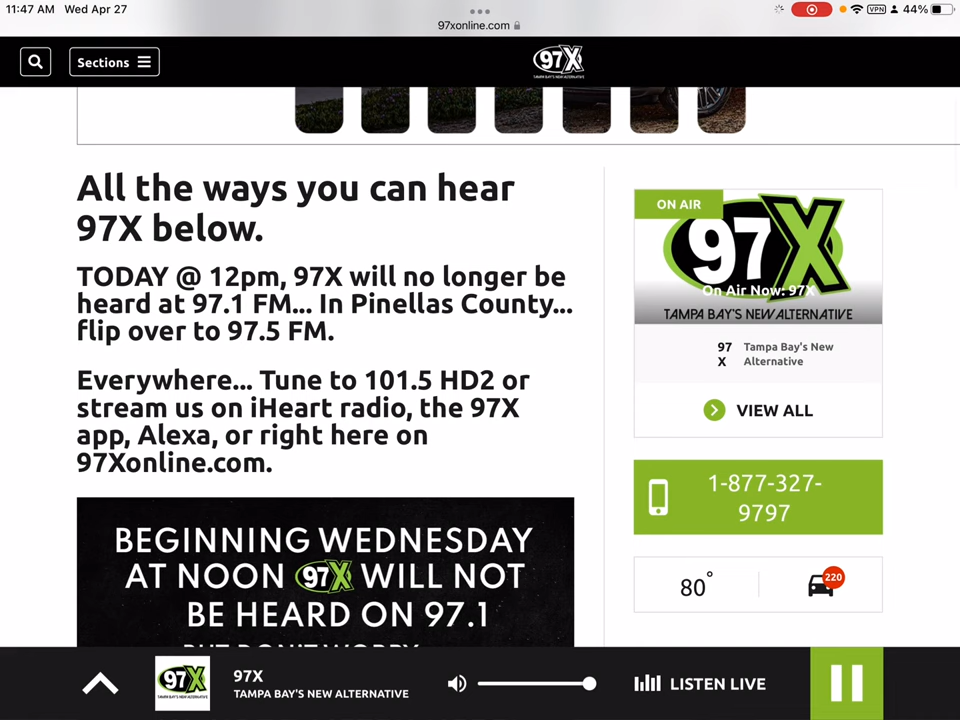 11:47 AM Wed Apr 27
97xonline.com
VPN 44%
Sections
97X
TAMPA BAY'S NEW ALTERNATIVE
All the ways you can hear
97X below.
TODAY @ 12pm, 97X will no longer be
heard at 97.1 FM... In Pinellas County...
flip over to 97.5 FM.
Everywhere... Tune to 101.5 HD2 or
stream us on iHeart radio, the 97X
app, Alexa, or right here on
97Xonline.com.
BEGINNING WEDNESDAY
AT NOON 97X WILL NOT
BE HEARD ON 97.1
BUT DON'T WORRY
ON AIR
97X
On Air Now: 97X
TAMPA BAY'S NEW ALTERNATIVE
97
X
Tampa Bay's New
Alternative
VIEW ALL
1-877-327-
9797
80°
220
97X
97X
TAMPA BAY'S NEW ALTERNATIVE
LISTEN LIVE